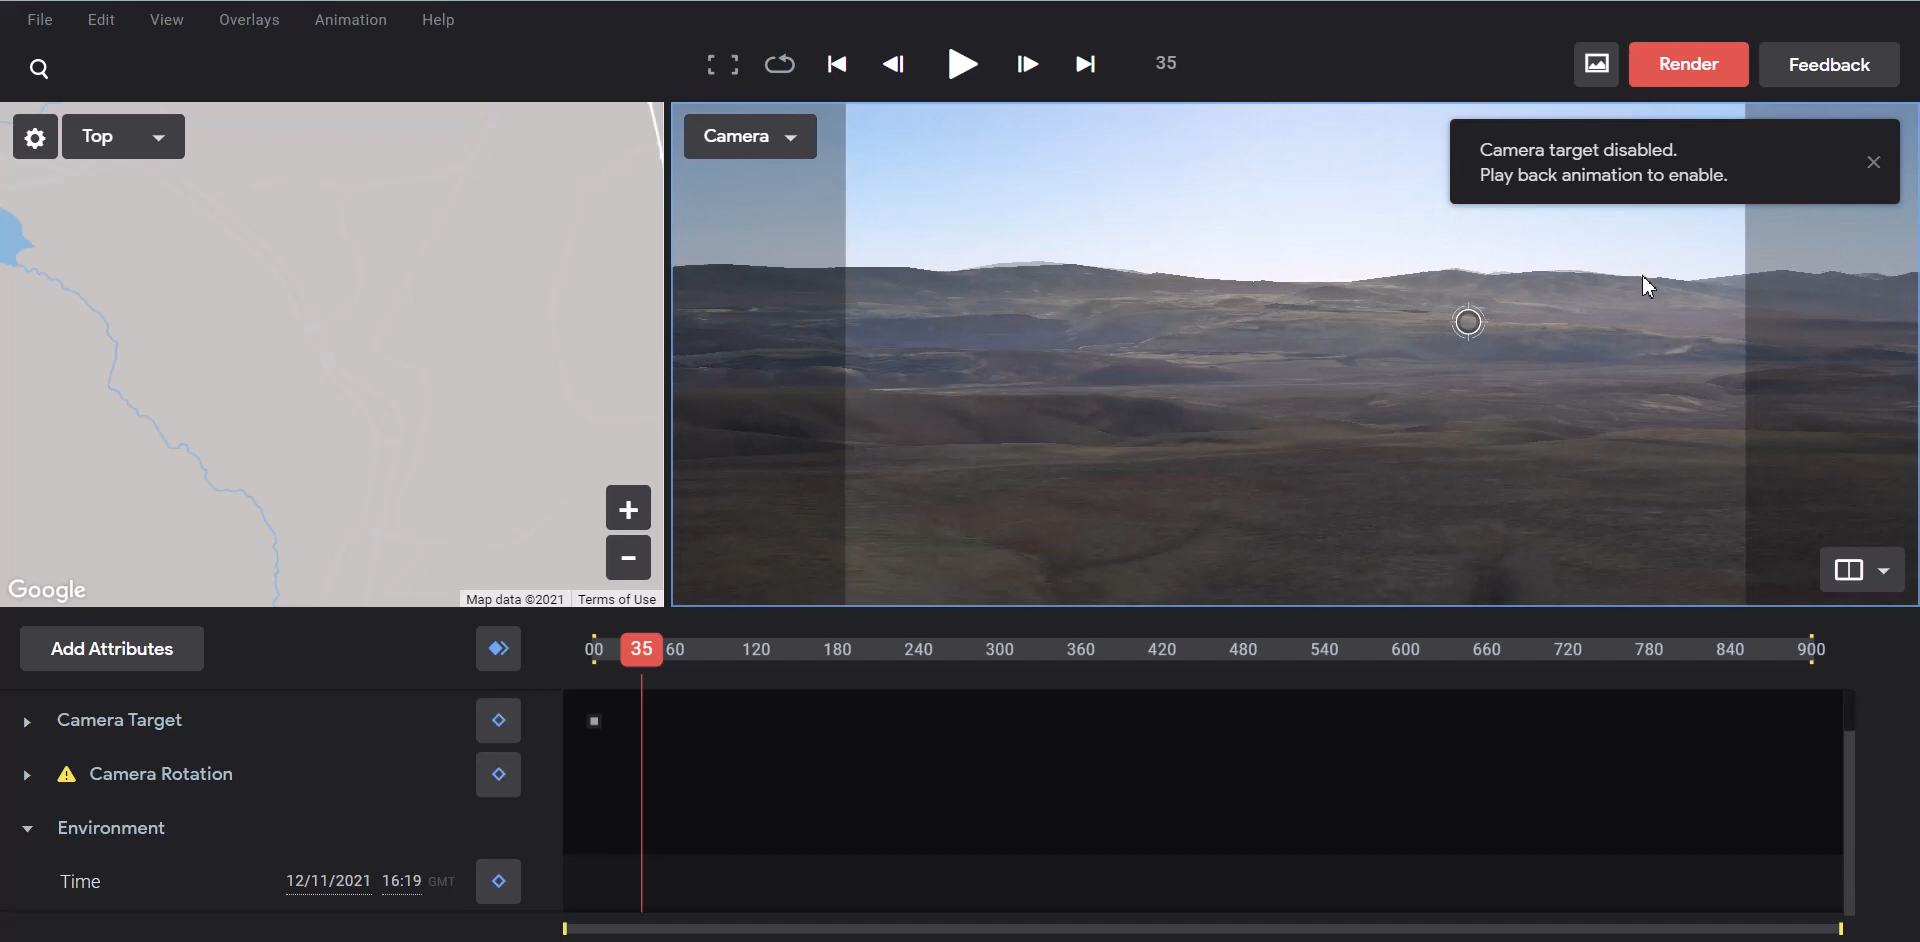 File Edit View Overlays Animation Help
35
Render
Feedback
Top
Camera
Camera target disabled.
Play back animation to enable.
Google
Map data ©2021 Terms of Use
Add Attributes
00 35 60 120 180 240 300 360 420 480 540 600 660 720 780 840 900
Camera Target
Camera Rotation
Environment
Time 12/11/2021 16:19 GMT